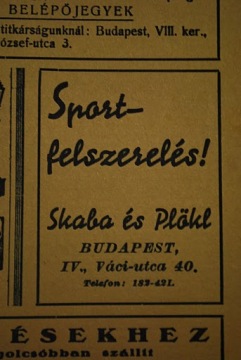 BELÉPŐJEGYEK
titkárságunknál: Budapest, VIII. ker.,
József-utca 3.
Sport-
felszerelés!
Skaba és Plökl
BUDAPEST,
IV., Váci-utca 40.
Telefon: 182-421.
ÉSEKHEZ
olcsóbban szállít